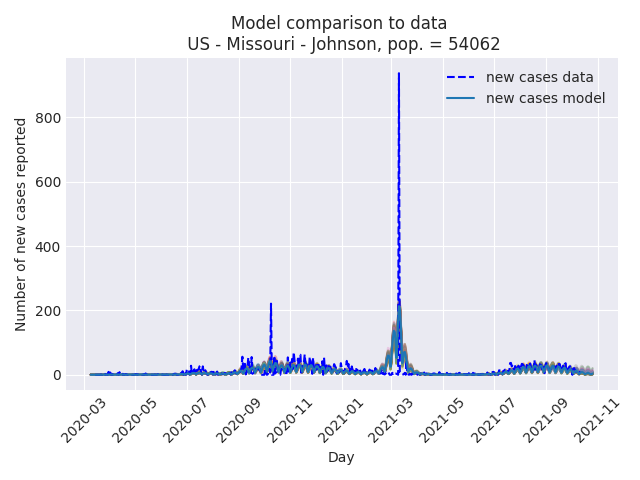 Model comparison to data
US - Missouri - Johnson, pop. = 54062
new cases data
new cases model
Number of new cases reported
800
600
400
200
0
2020-03
2020-05
2020-07
2020-09
2020-11
2021-01
2021-03
2021-05
2021-07
2021-09
2021-11
Day